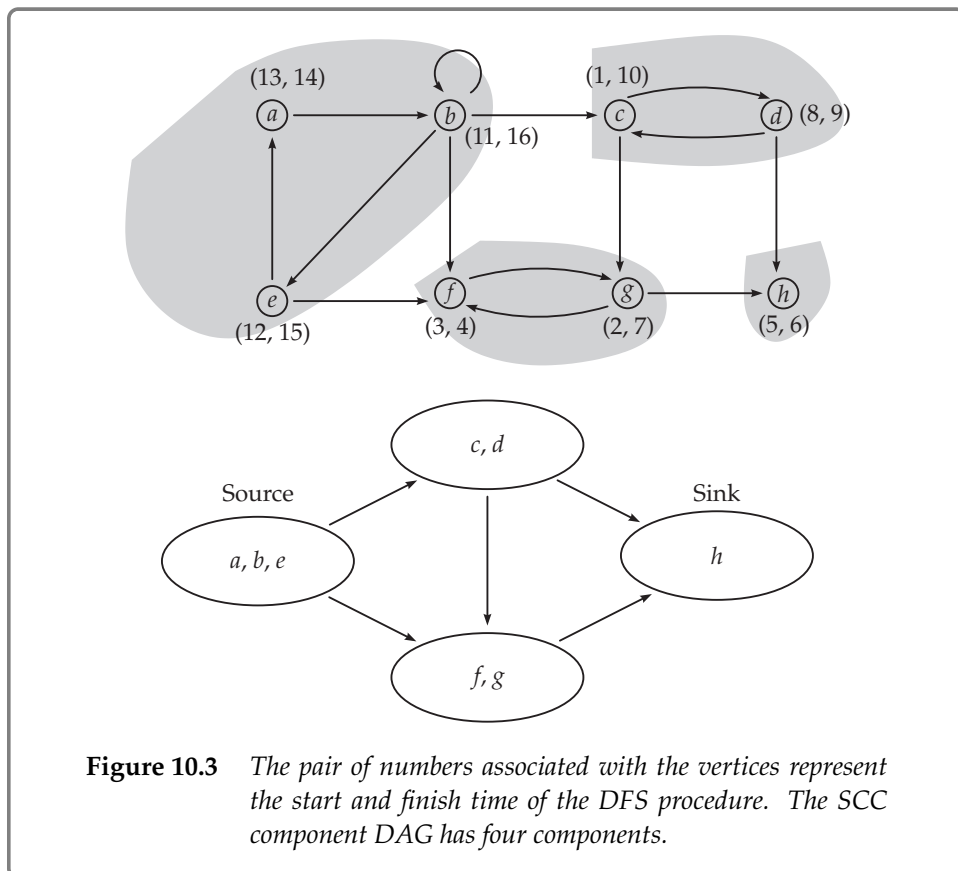 (13, 14)
a
b
(11, 16)
(1, 10)
c
d
(8, 9)
e
(12, 15)
f
(3, 4)
g
(2, 7)
h
(5, 6)
c, d
Source
Sink
a, b, e
h
f, g
Figure 10.3 The pair of numbers associated with the vertices represent
the start and finish time of the DFS procedure. The SCC
component DAG has four components.